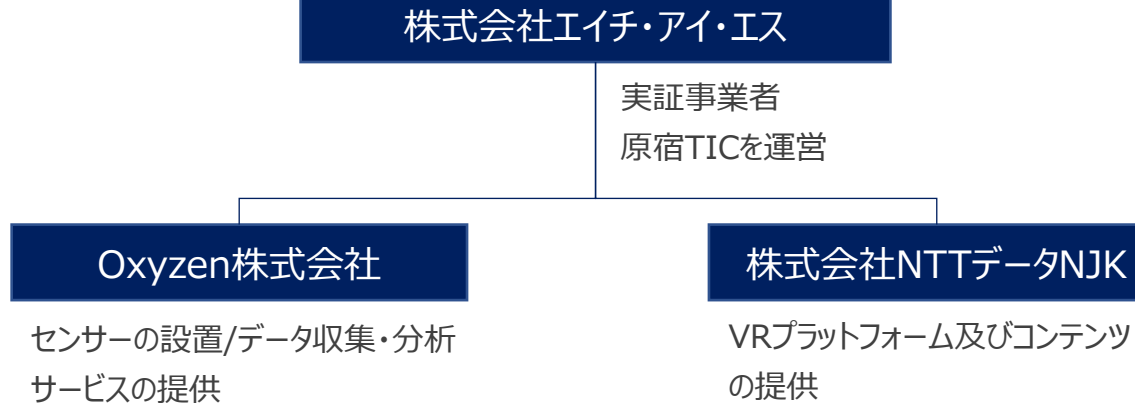 株式会社エイチ・アイ・エス
実証事業者
原宿TICを運営
Oxyzen株式会社
センサーの設置/データ収集・分析
サービスの提供
株式会社NTTデータNJK
VRプラットフォーム及びコンテンツ
の提供